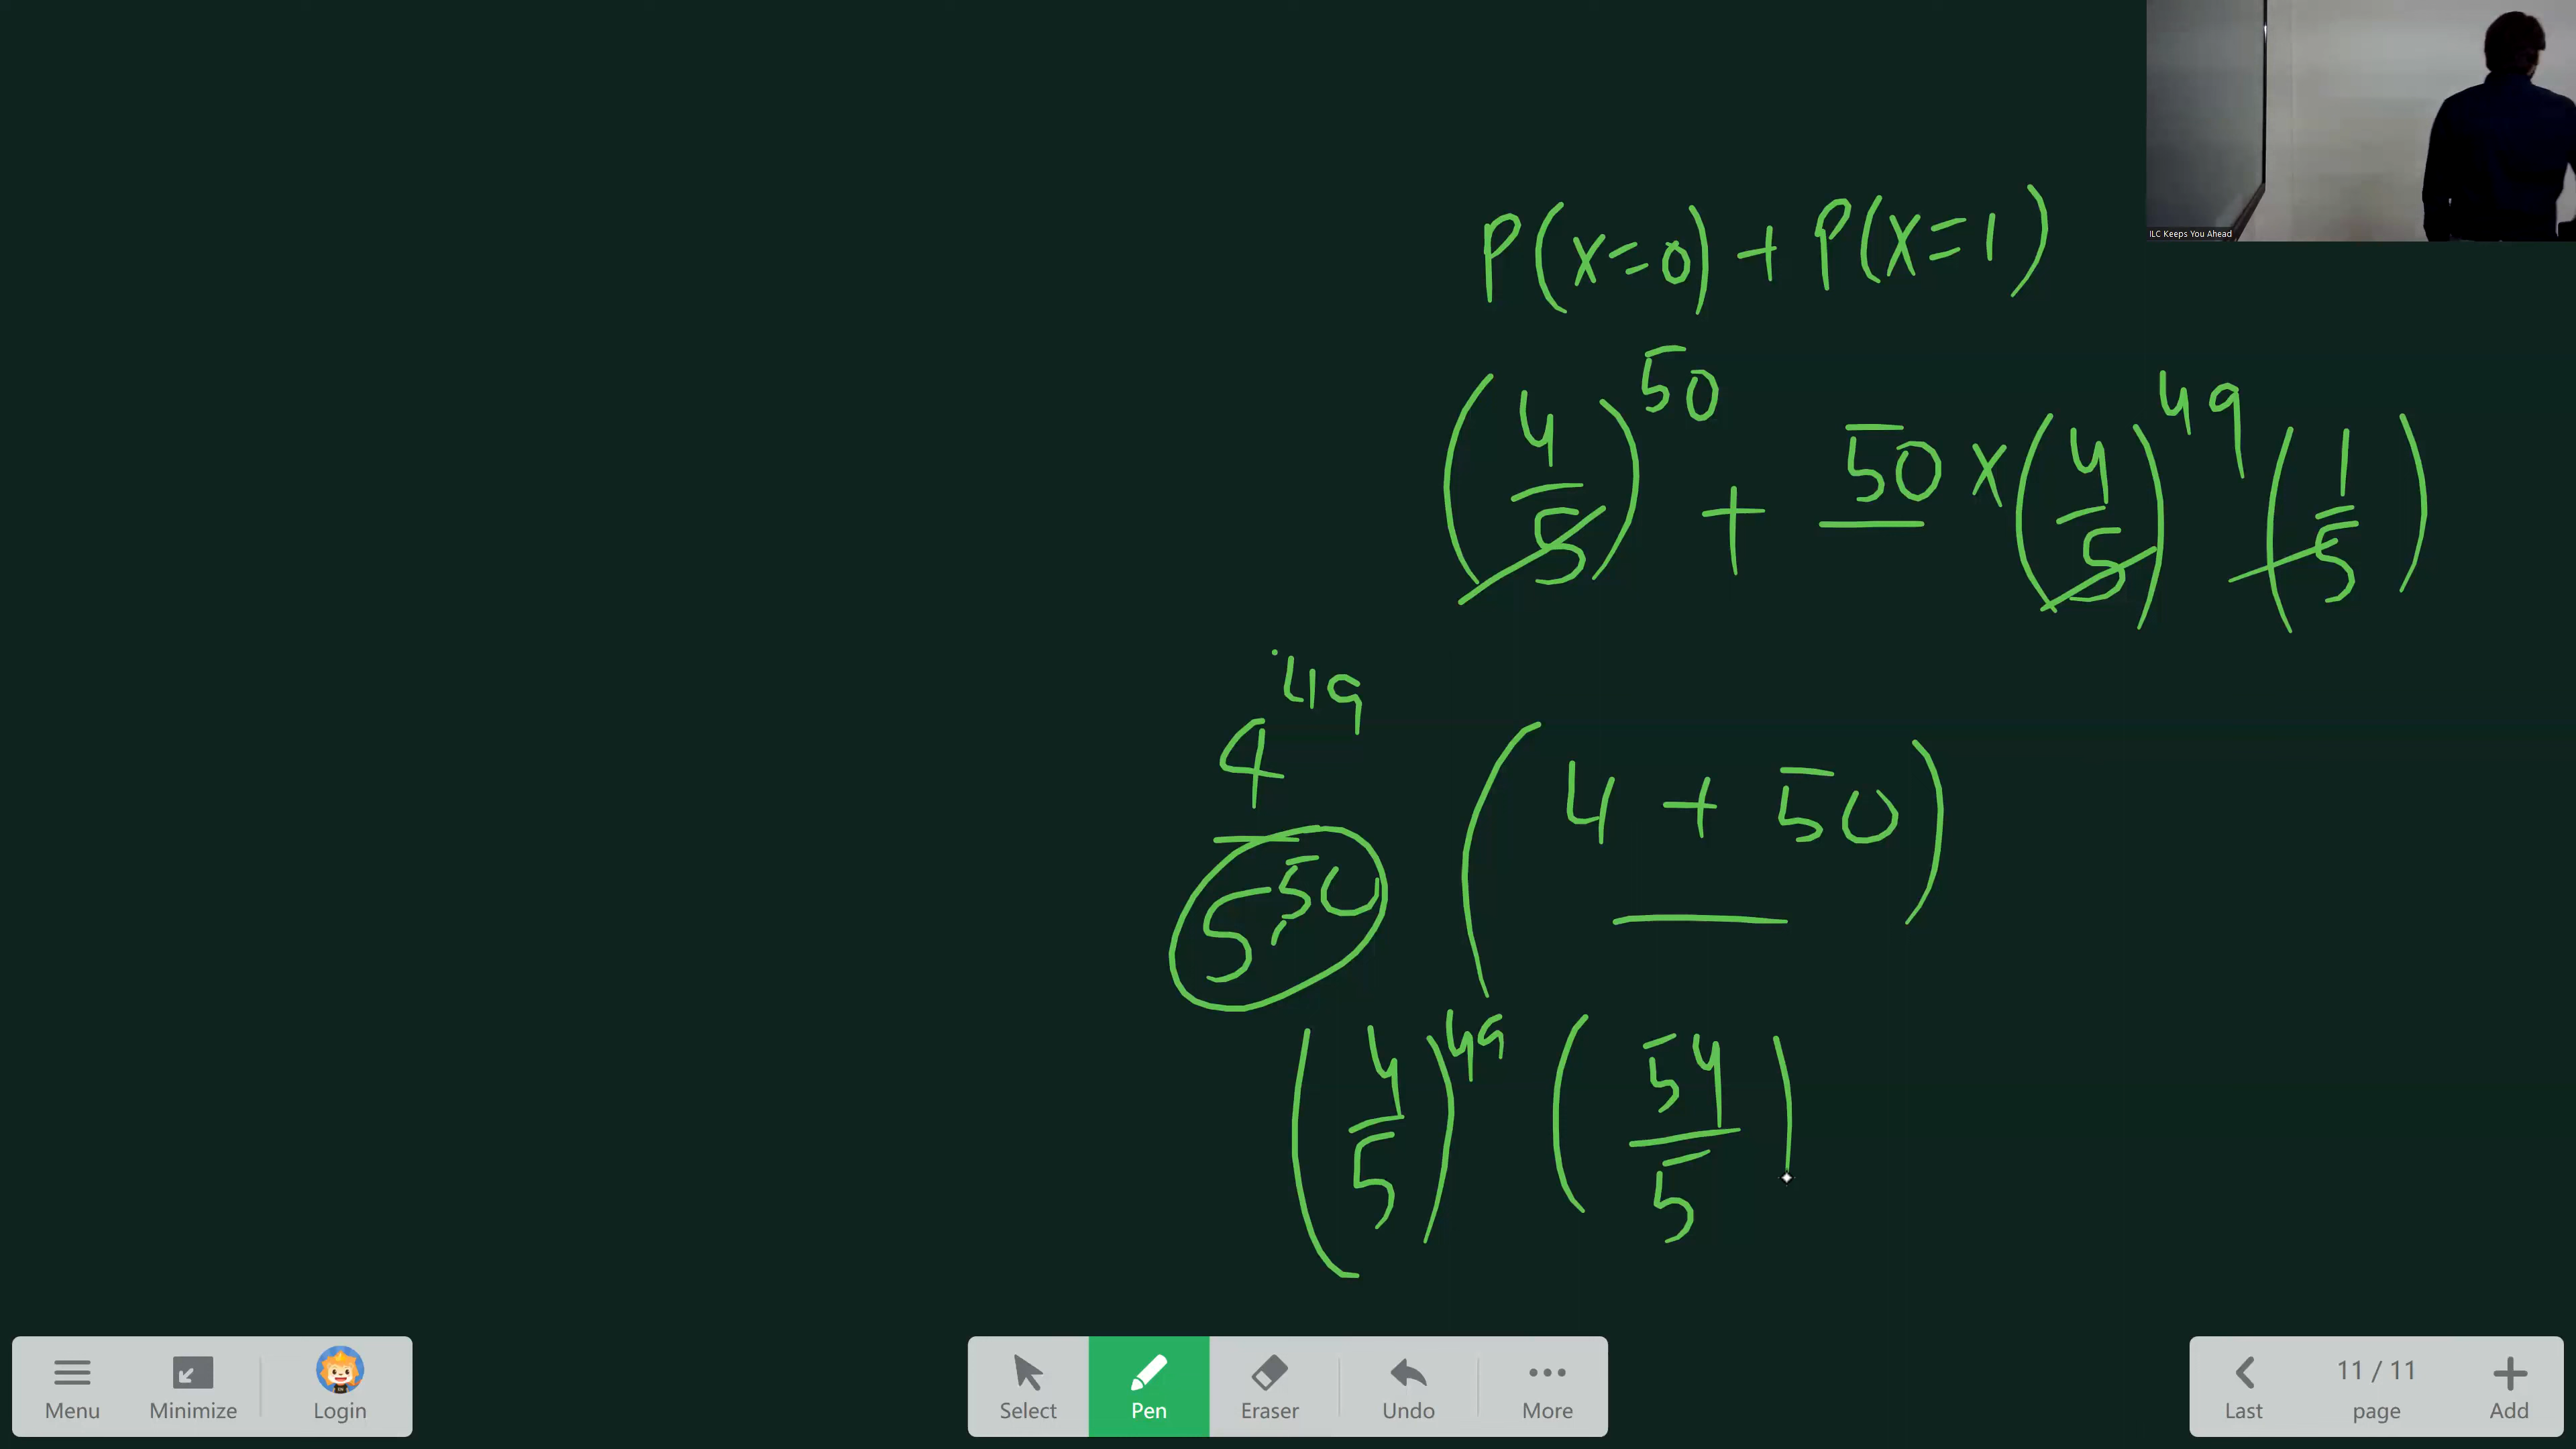 ILC Keeps You Ahead
P(X=0) + P(X=1)
(4/5)^50 + 50 × (4/5)^49 (1/5)
4^49/5^50 (4 + 50)
(4/5)^49 (54/5)
Menu Minimize Login Select Pen Eraser Undo More Last 11 / 11 page Add